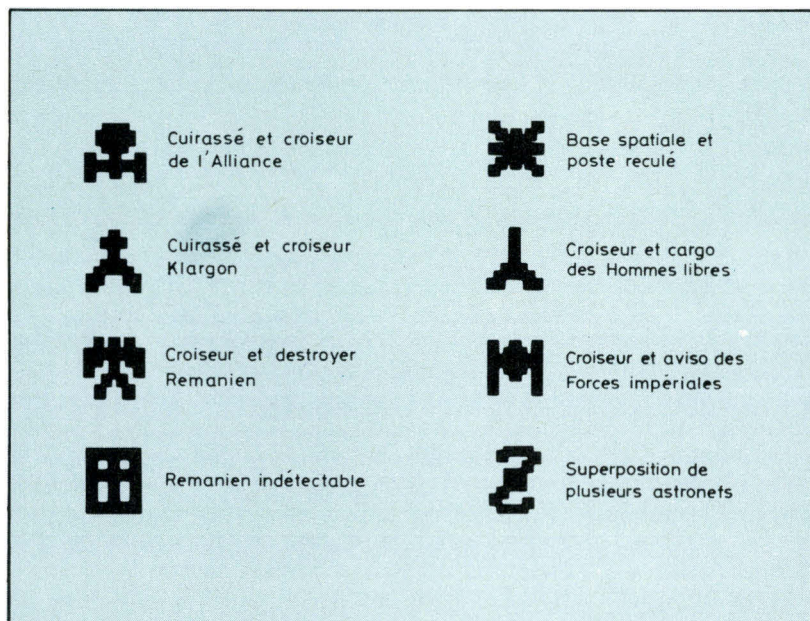 Cuirassé et croiseur
de l'Alliance
Cuirassé et croiseur
Klargon
Croiseur et destroyer
Remanien
Remanien indétectable
Base spatiale et
poste reculé
Croiseur et cargo
des Hommes libres
Croiseur et aviso des
Forces impériales
Superposition de
plusieurs astronefs